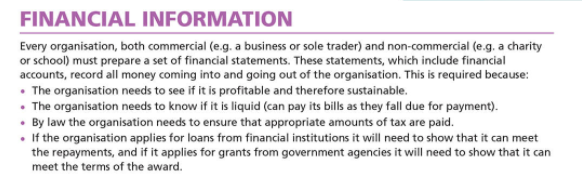 FINANCIAL INFORMATION
Every organisation, both commercial (e.g. a business or sole trader) and non-commercial (e.g. a charity
or school) must prepare a set of financial statements. These statements, which include financial
accounts, record all money coming into and going out of the organisation. This is required because:
• The organisation needs to see if it is profitable and therefore sustainable.
• The organisation needs to know if it is liquid (can pay its bills as they fall due for payment).
• By law the organisation needs to ensure that appropriate amounts of tax are paid.
• If the organisation applies for loans from financial institutions it will need to show that it can meet
the repayments, and if it applies for grants from government agencies it will need to show that it can
meet the terms of the award.